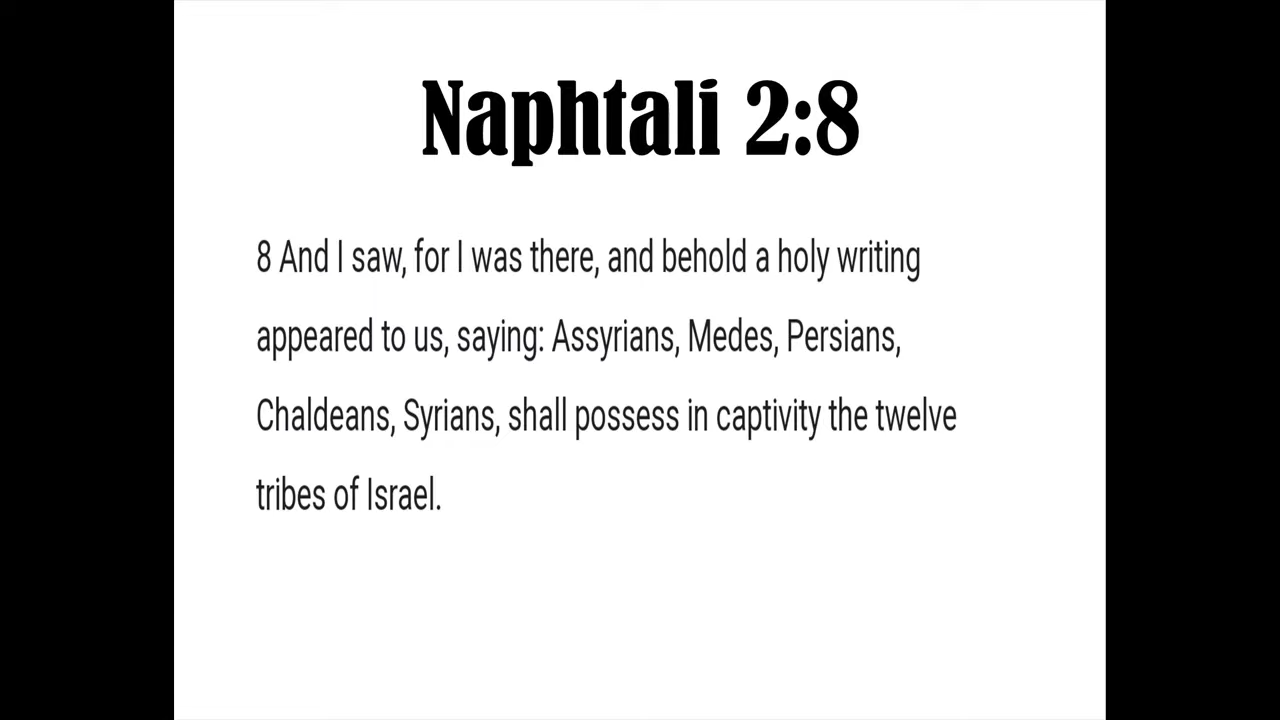 Naphtali 2:8
8 And I saw, for I was there, and behold a holy writing
appeared to us, saying: Assyrians, Medes, Persians,
Chaldeans, Syrians, shall possess in captivity the twelve
tribes of Israel.